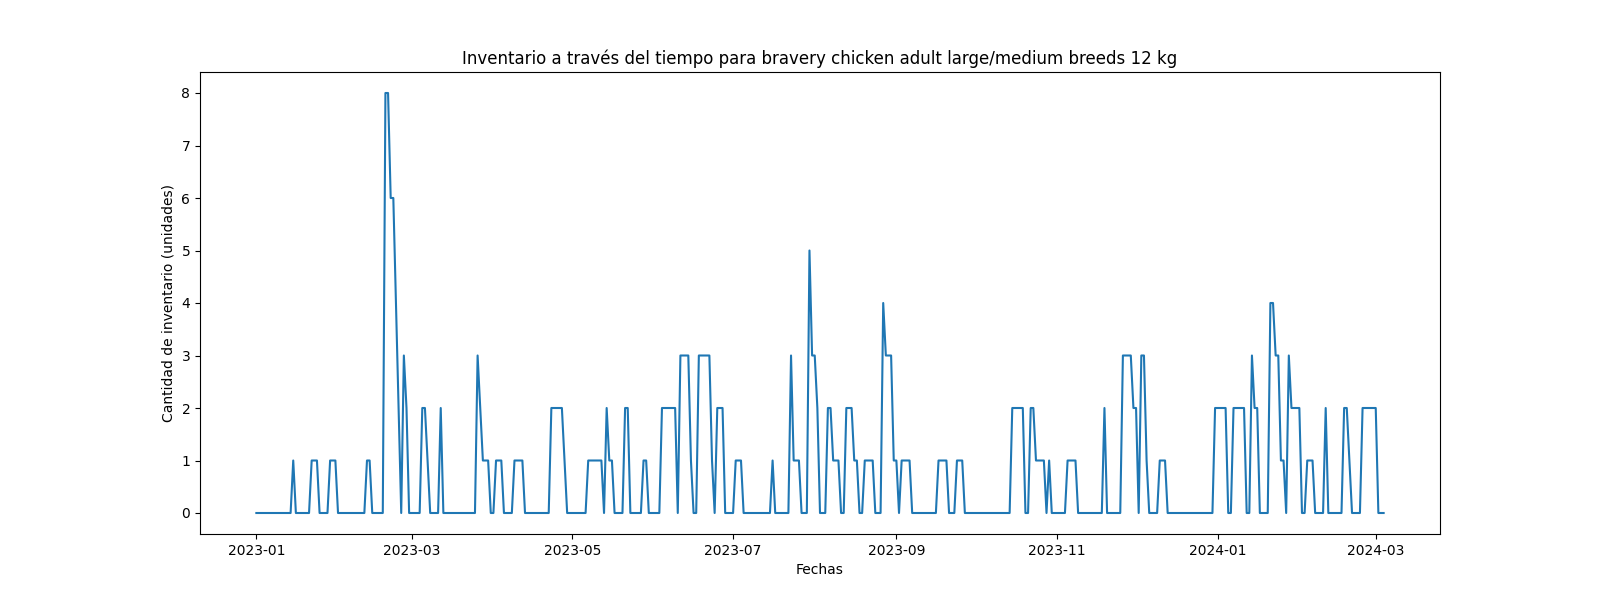 Inventario a través del tiempo para bravery chicken adult large/medium breeds 12 kg
Cantidad de inventario (unidades)
8
7
6
5
4
3
2
1
0
2023-01 2023-03 2023-05 2023-07 2023-09 2023-11 2024-01 2024-03
Fechas